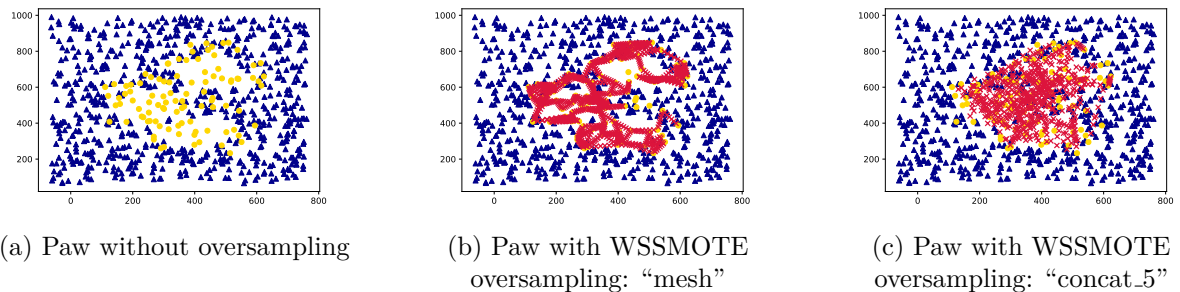 1000
800
600
400
200
0 200 400 600 800
(a) Paw without oversampling
1000
800
600
400
200
0 200 400 600 800
(b) Paw with WSSMOTE
oversampling: “mesh”
1000
800
600
400
200
0 200 400 600 800
(c) Paw with WSSMOTE
oversampling: “concat_5”